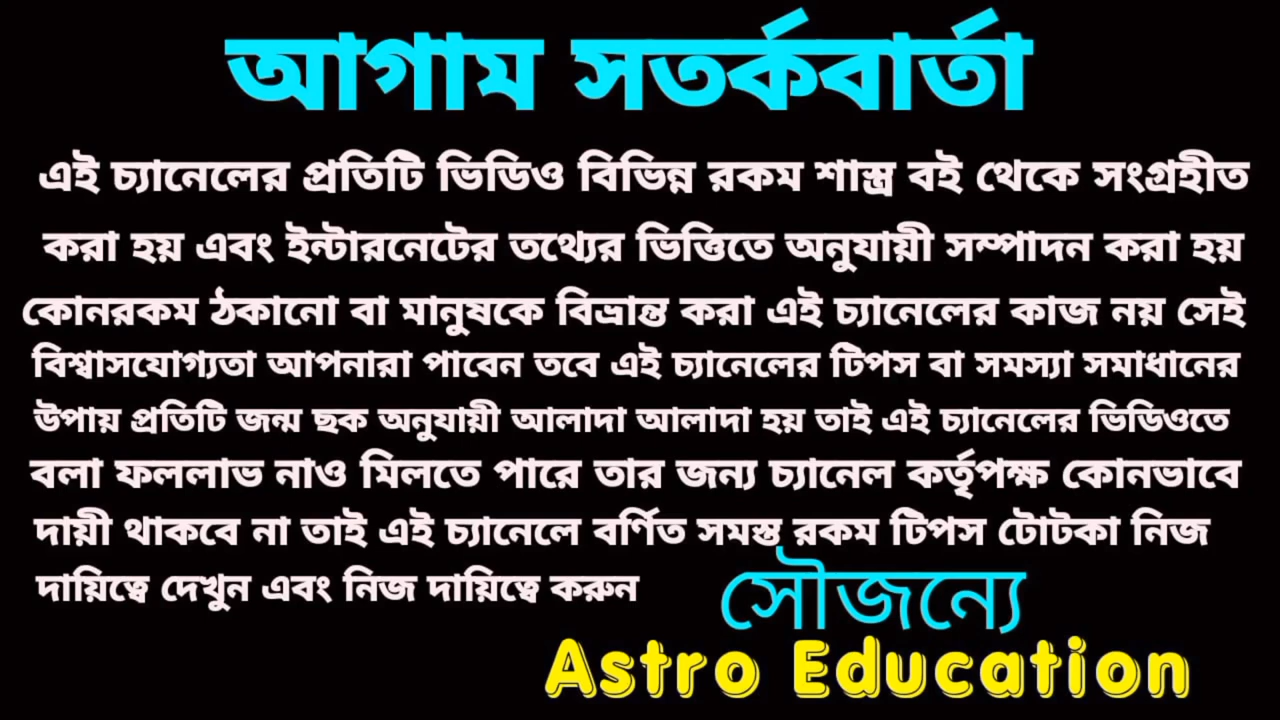 আগাম সতর্কবার্তা
এই চ্যানেলের প্রতিটি ভিডিও বিভিন্ন রকম শাস্ত্র বই থেকে সংগ্রহীত
করা হয় এবং ইন্টারনেটের তথ্যের ভিত্তিতে অনুযায়ী সম্পাদন করা হয়
কোনরকম ঠকানো বা মানুষকে বিভ্রান্ত করা এই চ্যানেলের কাজ নয় সেই
বিশ্বাসযোগ্যতা আপনারা পাবেন তবে এই চ্যানেলের টিপস বা সমস্যা সমাধানের
উপায় প্রতিটি জন্ম ছক অনুযায়ী আলাদা আলাদা হয় তাই এই চ্যানেলের ভিডিওতে
বলা ফললাভ নাও মিলতে পারে তার জন্য চ্যানেল কর্তৃপক্ষ কোনভাবে
দায়ী থাকবে না তাই এই চ্যানেলে বর্ণিত সমস্ত রকম টিপস টোটকা নিজ
দায়িত্বে দেখুন এবং নিজ দায়িত্বে করুন
সৌজন্যে
Astro Education